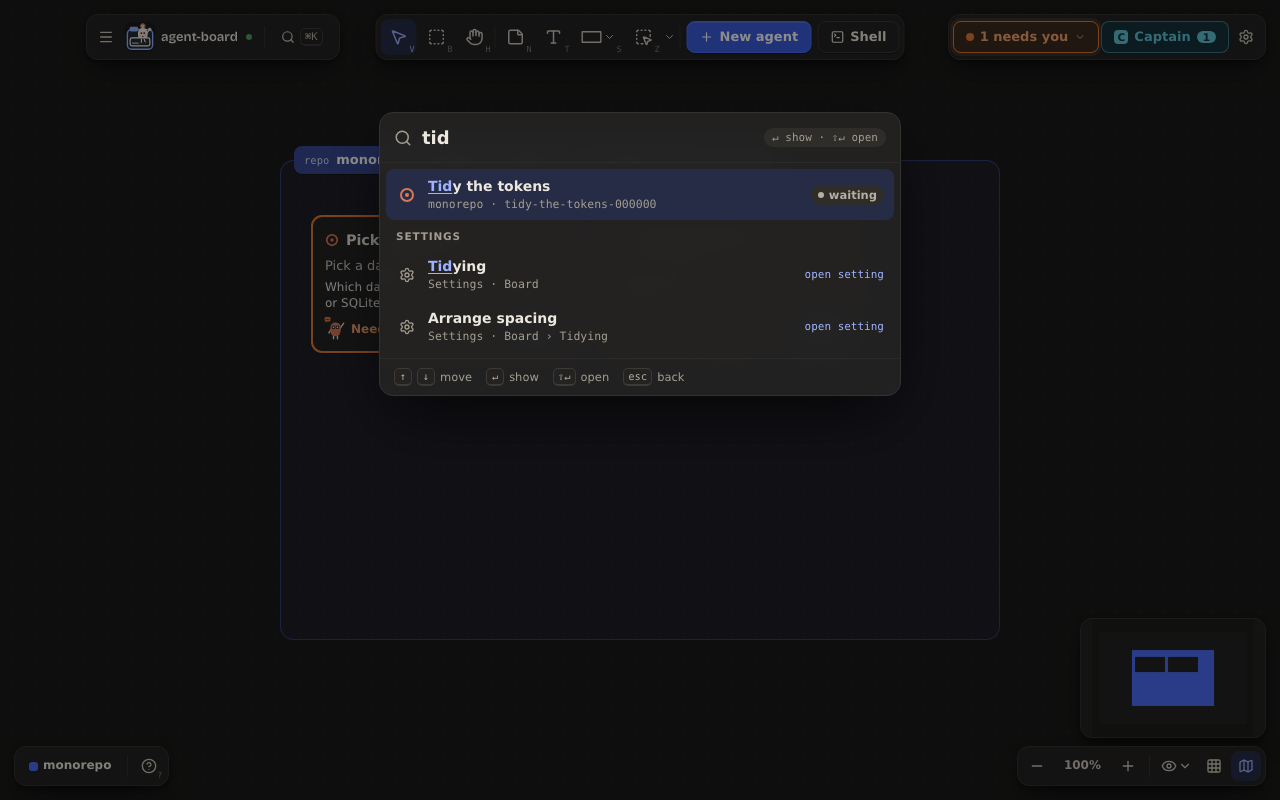 agent-board
⌘K
V
B
H
N
T
S
Z
New agent
Shell
1 needs you
C Captain 1
tid
↵ show · ⇧↵ open
repo mono
Tidy the tokens
monorepo · tidy-the-tokens-000000
waiting
SETTINGS
Tidying
Settings · Board
open setting
Arrange spacing
Settings · Board › Tidying
open setting
↑ ↓ move ↵ show ⇧↵ open esc back
Pick
Pick a da
Which da
or SQLite
Nee
monorepo
?
100%